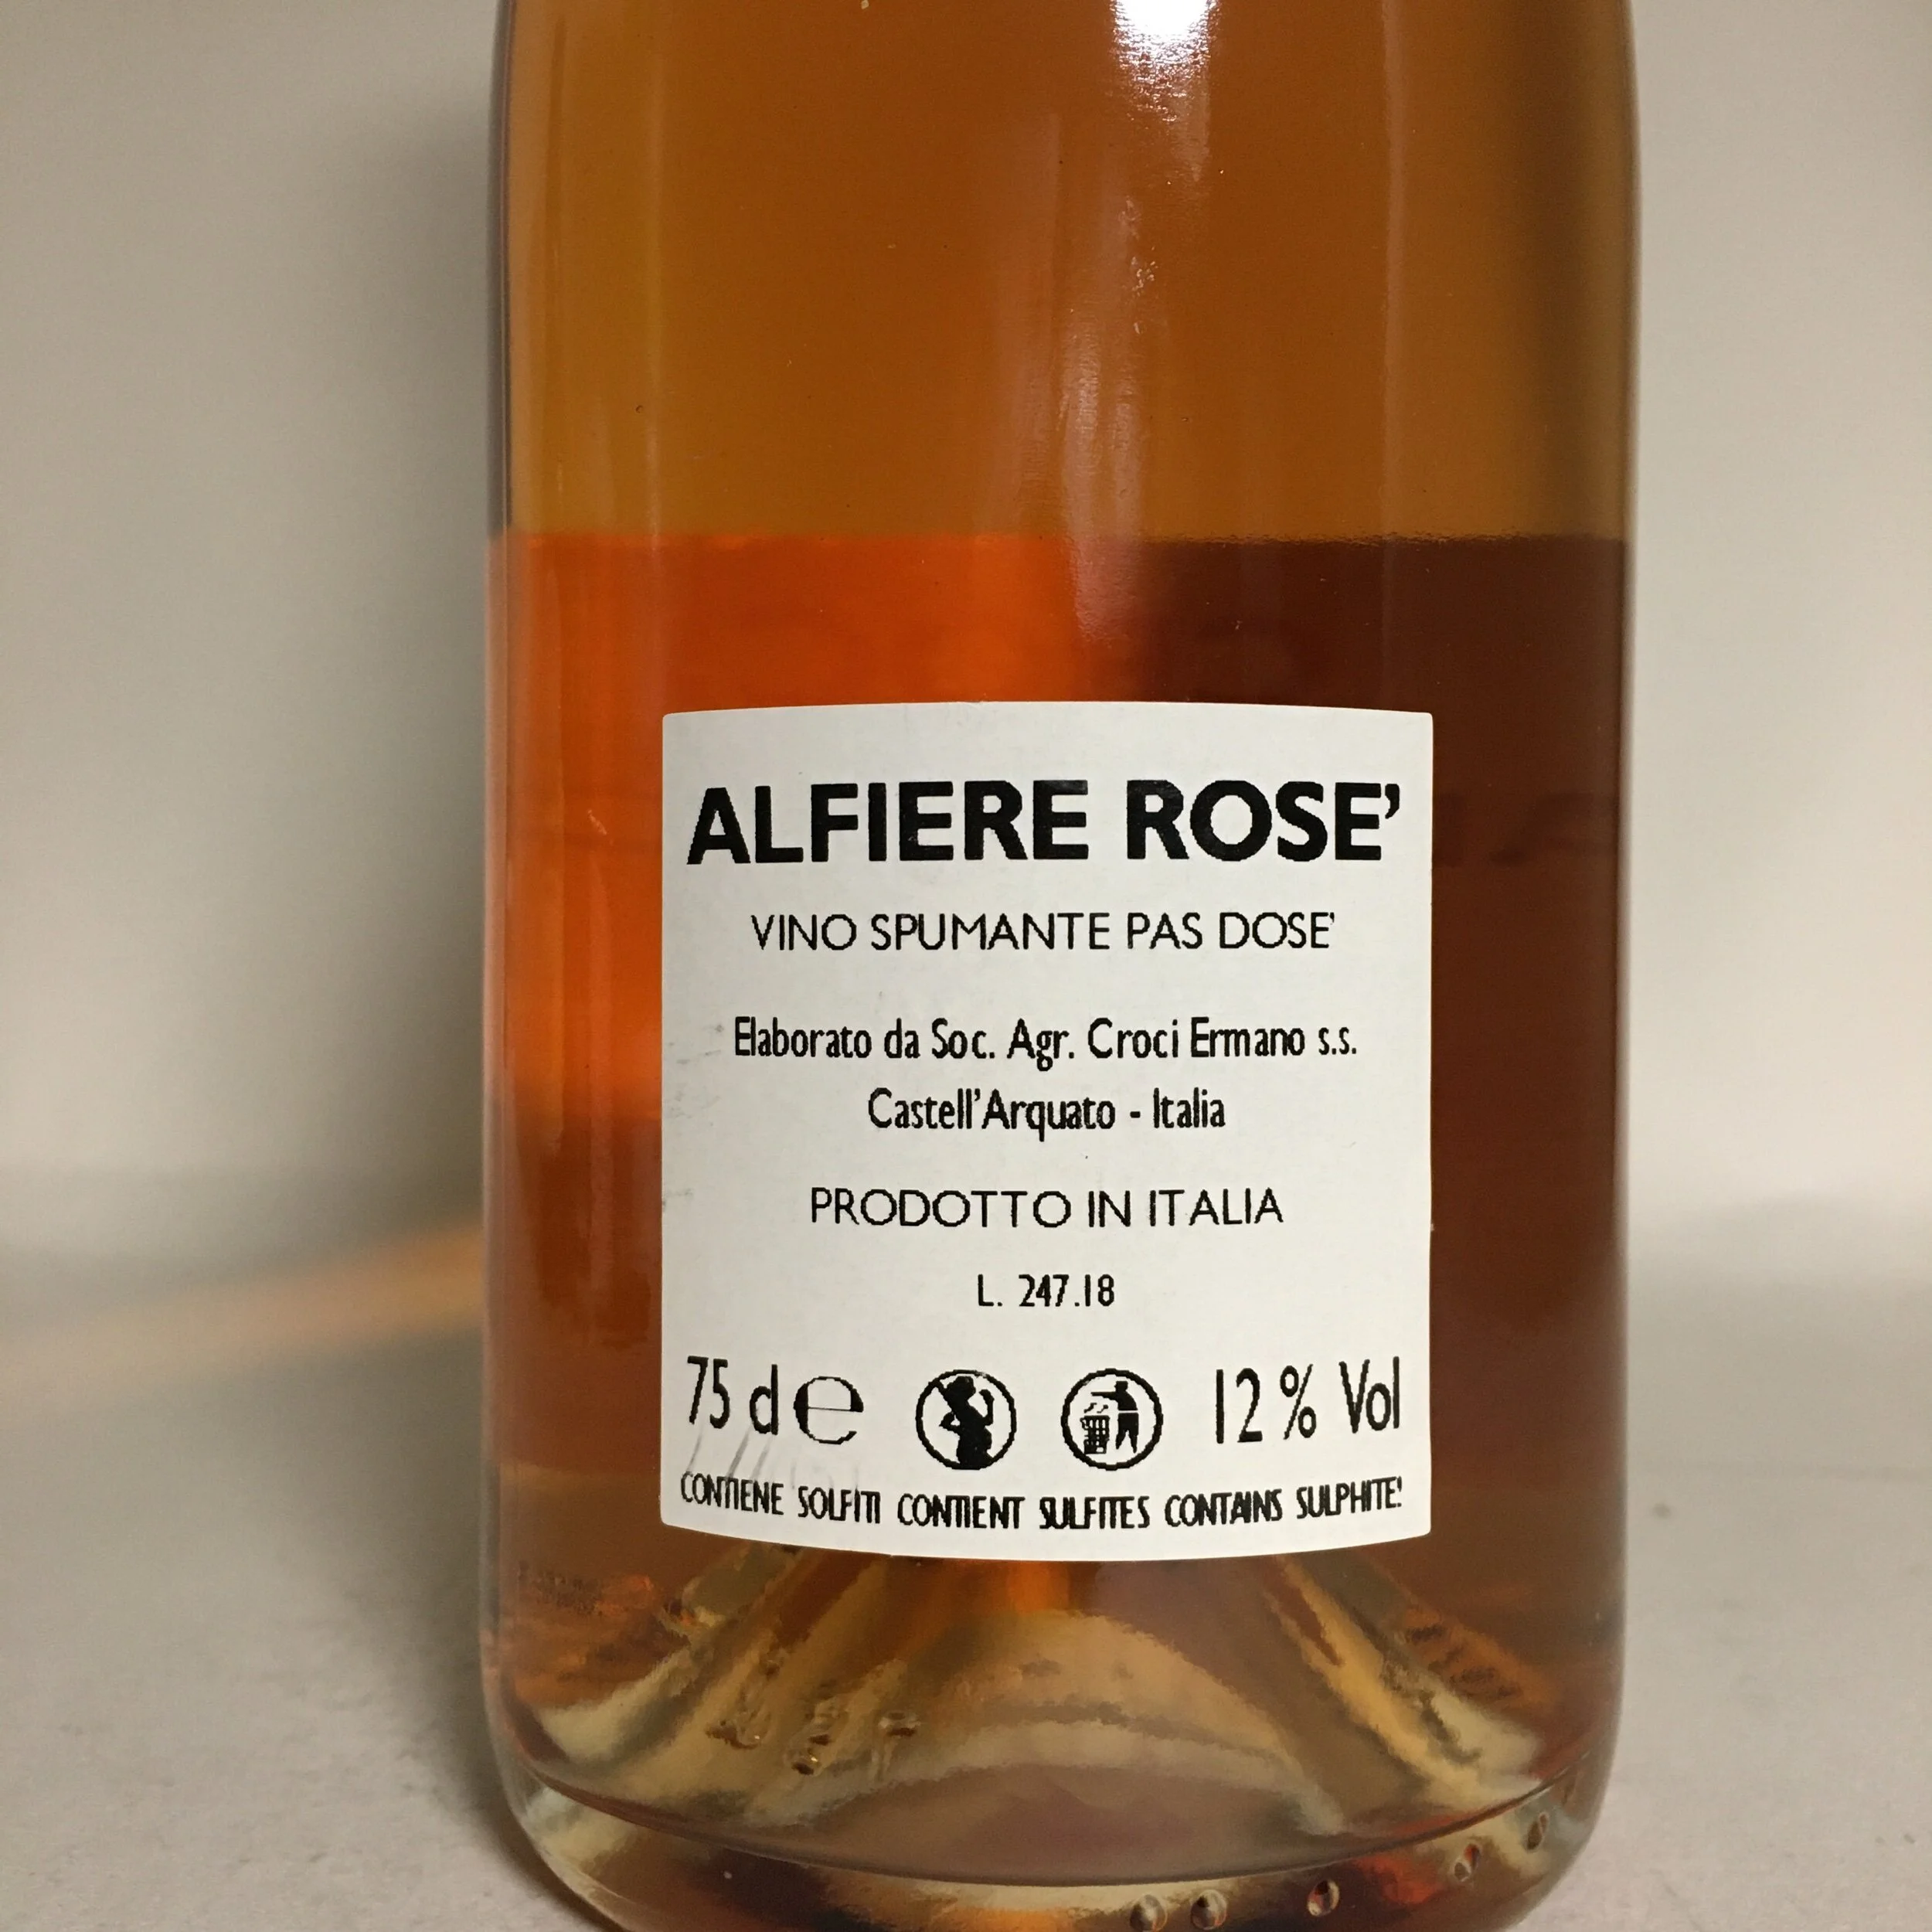 ALFIERE ROSE'
VINO SPUMANTE PAS DOSE'
Elaborato da Soc. Agr. Croci Ermano s.s.
Castell'Arquato - Italia
PRODOTTO IN ITALIA
L. 247.18
75 cl e 12% Vol
CONTIENE SOLFITI CONTIENT SULFITES CONTAINS SULPHITE!